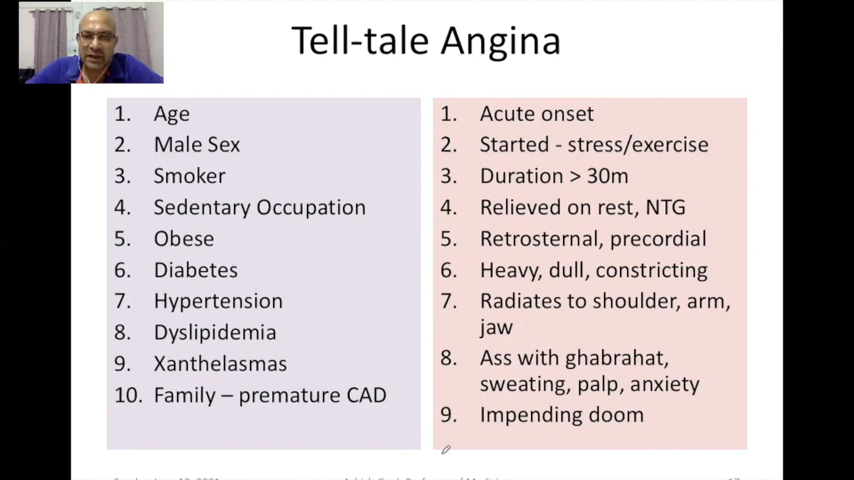 Tell-tale Angina
1. Age
2. Male Sex
3. Smoker
4. Sedentary Occupation
5. Obese
6. Diabetes
7. Hypertension
8. Dyslipidemia
9. Xanthelasmas
10. Family – premature CAD
1. Acute onset
2. Started - stress/exercise
3. Duration > 30m
4. Relieved on rest, NTG
5. Retrosternal, precordial
6. Heavy, dull, constricting
7. Radiates to shoulder, arm,
jaw
8. Ass with ghabrahat,
sweating, palp, anxiety
9. Impending doom